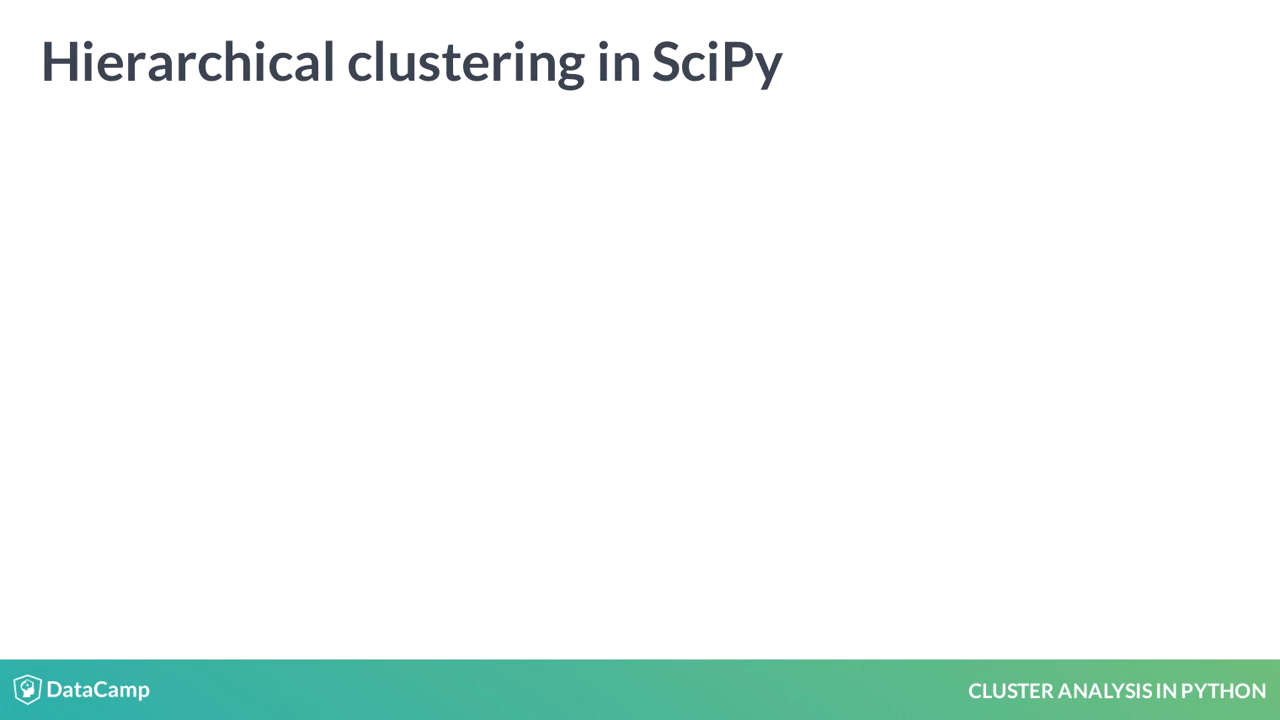 Hierarchical clustering in SciPy
DataCamp
CLUSTER ANALYSIS IN PYTHON